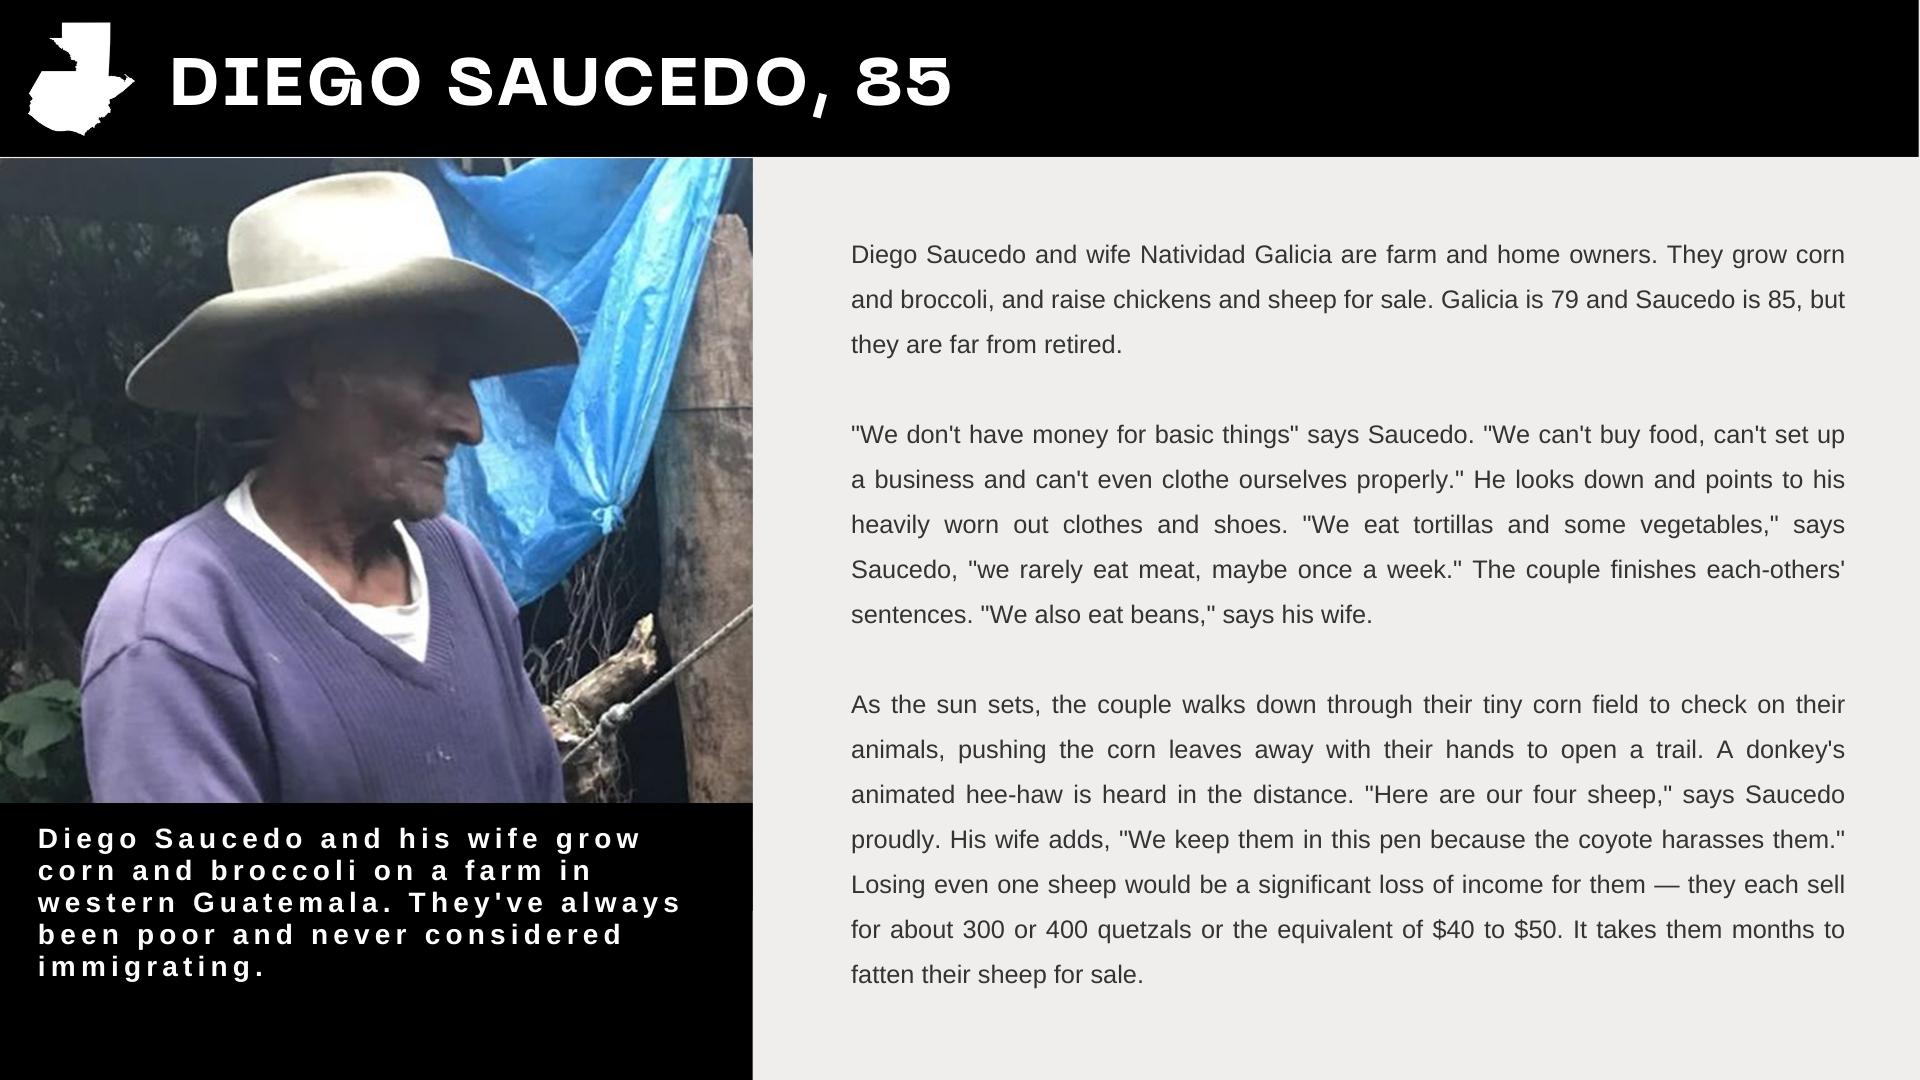 DIEGO SAUCEDO, 85
Diego Saucedo and wife Natividad Galicia are farm and home owners. They grow corn
and broccoli, and raise chickens and sheep for sale. Galicia is 79 and Saucedo is 85, but
they are far from retired.
"We don't have money for basic things" says Saucedo. "We can't buy food, can't set up
a business and can't even clothe ourselves properly." He looks down and points to his
heavily worn out clothes and shoes. "We eat tortillas and some vegetables," says
Saucedo, "we rarely eat meat, maybe once a week." The couple finishes each-others'
sentences. "We also eat beans," says his wife.
As the sun sets, the couple walks down through their tiny corn field to check on their
animals, pushing the corn leaves away with their hands to open a trail. A donkey's
animated hee-haw is heard in the distance. "Here are our four sheep," says Saucedo
proudly. His wife adds, "We keep them in this pen because the coyote harasses them."
Losing even one sheep would be a significant loss of income for them — they each sell
for about 300 or 400 quetzals or the equivalent of $40 to $50. It takes them months to
fatten their sheep for sale.
Diego Saucedo and his wife grow
corn and broccoli on a farm in
western Guatemala. They've always
been poor and never considered
immigrating.